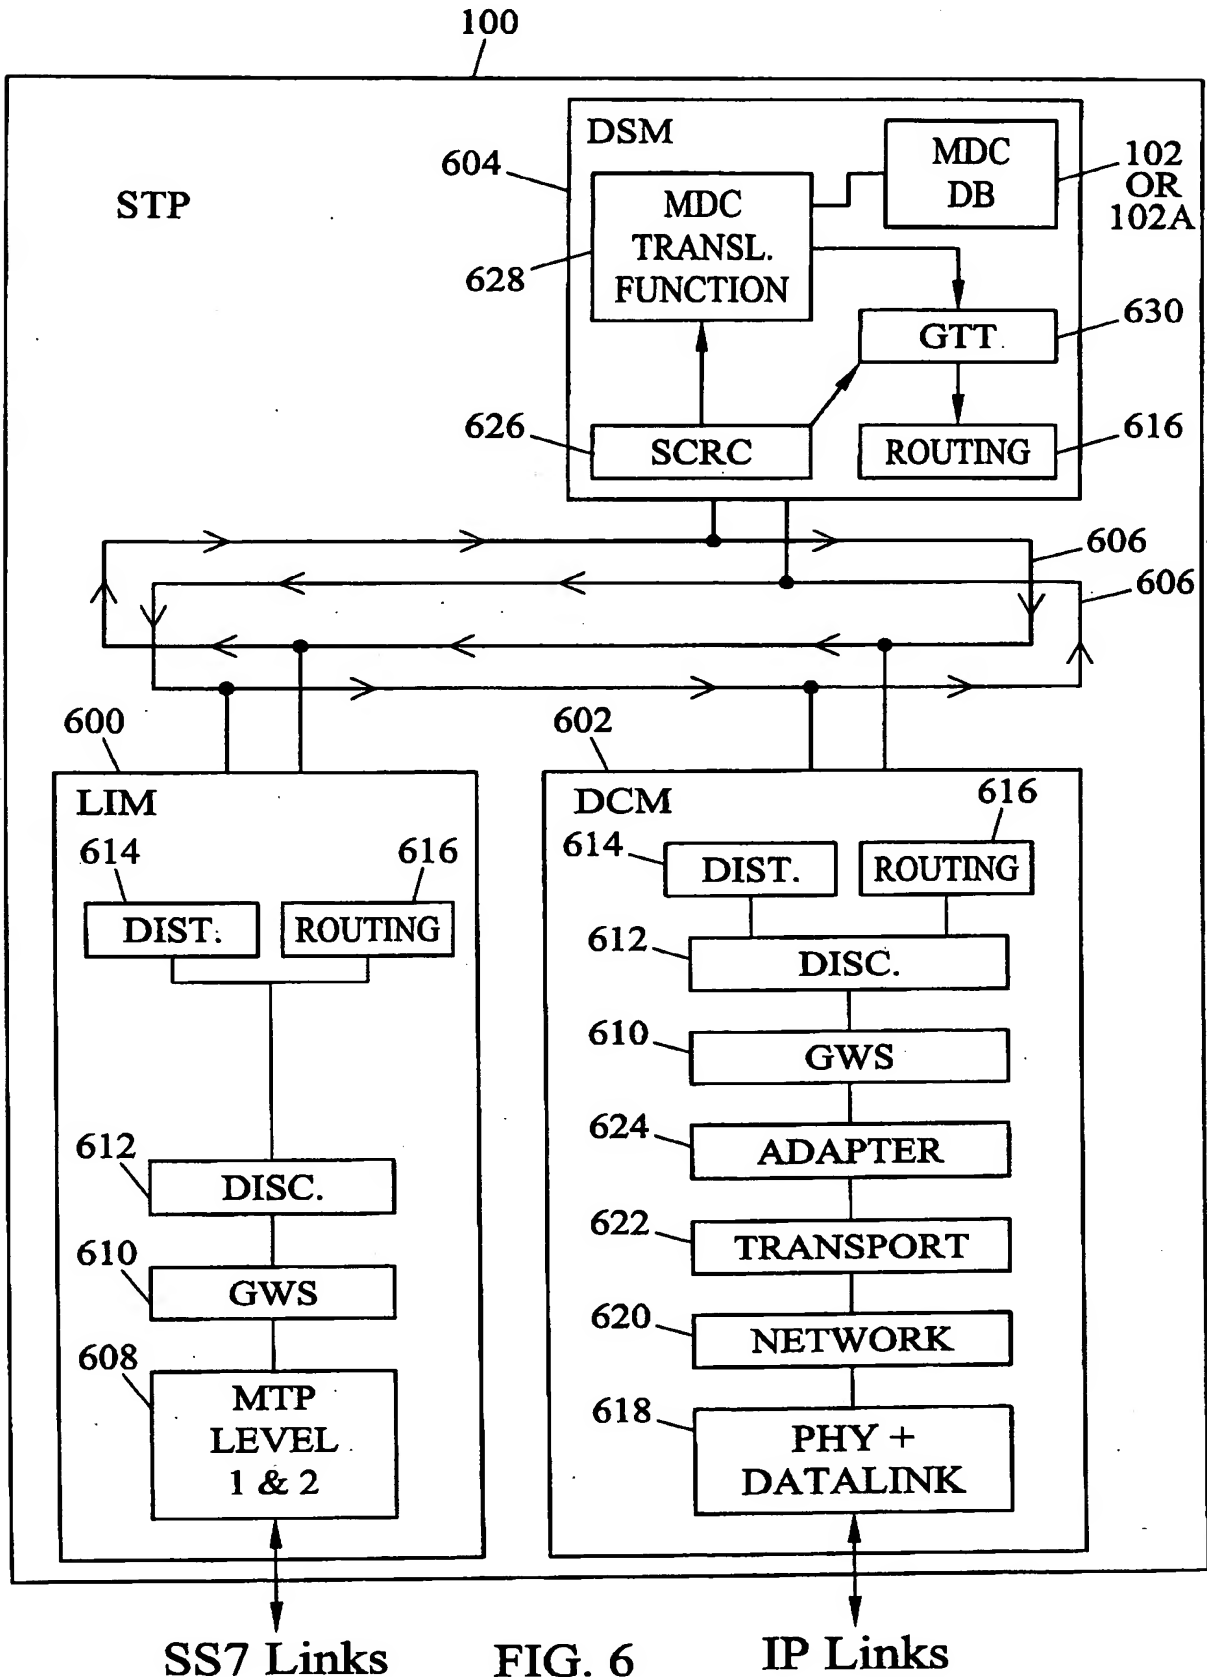 100
STP
DSM
604
MDC
DB
102
OR
102A
MDC
TRANSL.
FUNCTION
628
GTT
630
626
SCRC
ROUTING
616
606
606
600
LIM
614
616
DIST.
ROUTING
612
DISC.
610
GWS
608
MTP
LEVEL
1 & 2
SS7 Links
602
DCM
616
614
DIST.
ROUTING
612
DISC.
610
GWS
624
ADAPTER
622
TRANSPORT
620
NETWORK
618
PHY +
DATALINK
IP Links
FIG. 6